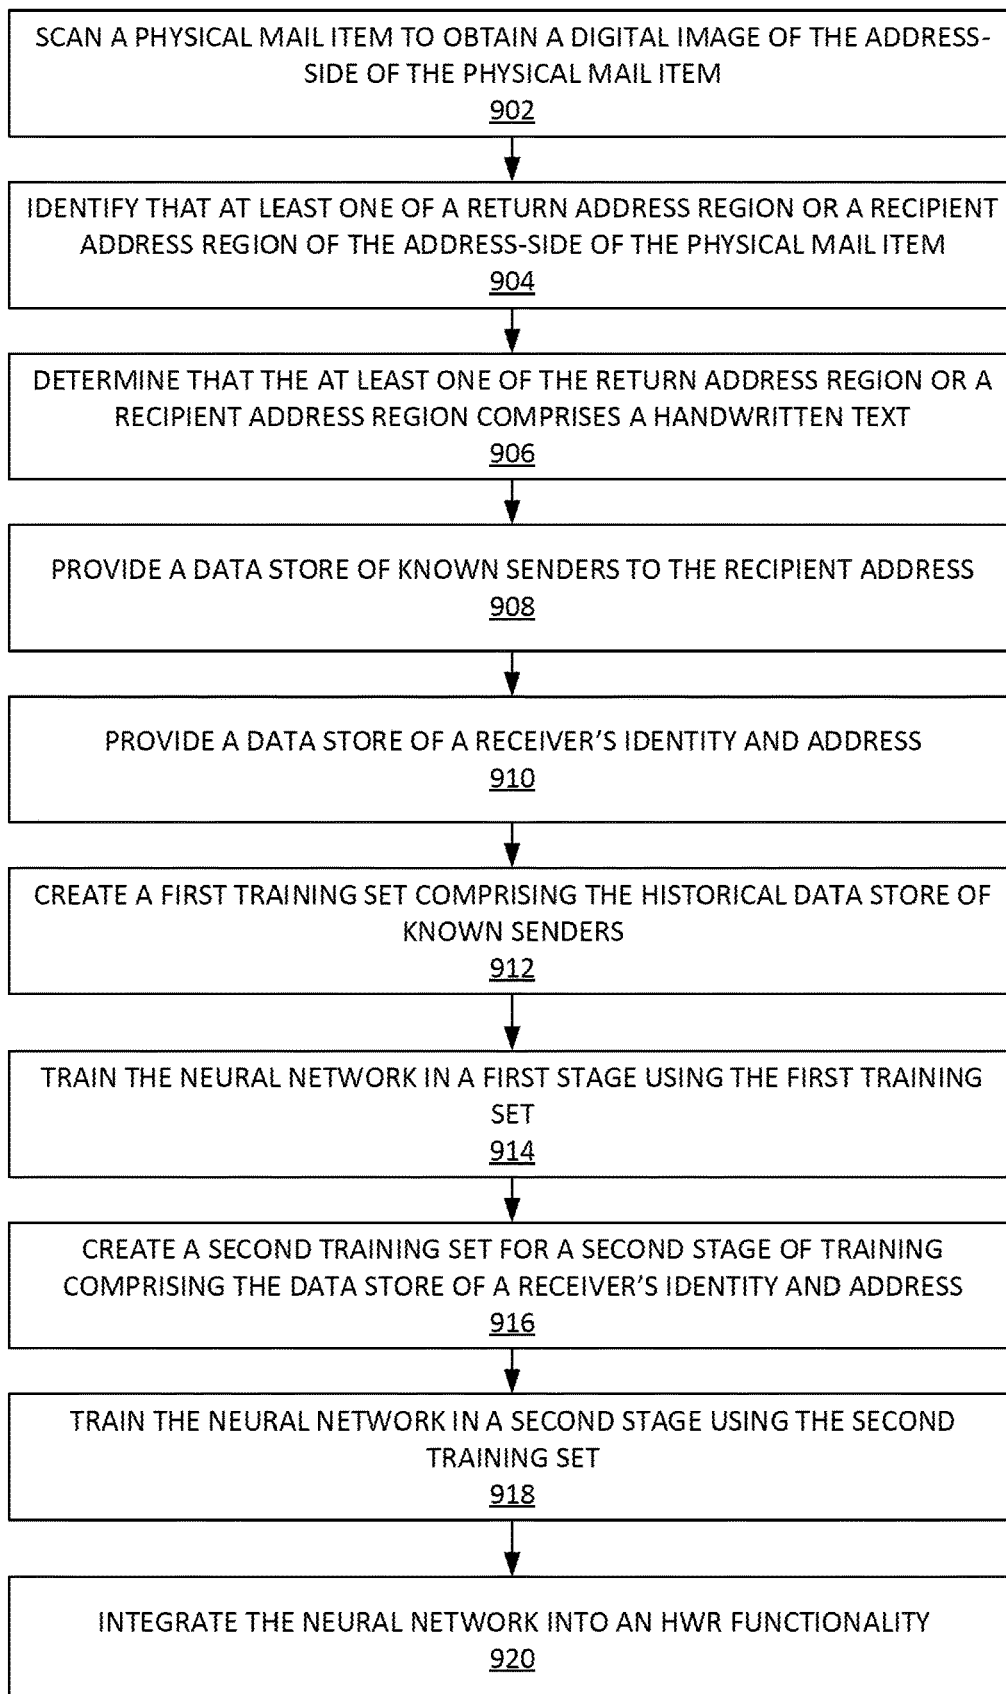 SCAN A PHYSICAL MAIL ITEM TO OBTAIN A DIGITAL IMAGE OF THE ADDRESS-
SIDE OF THE PHYSICAL MAIL ITEM
902
IDENTIFY THAT AT LEAST ONE OF A RETURN ADDRESS REGION OR A RECIPIENT
ADDRESS REGION OF THE ADDRESS-SIDE OF THE PHYSICAL MAIL ITEM
904
DETERMINE THAT THE AT LEAST ONE OF THE RETURN ADDRESS REGION OR A
RECIPIENT ADDRESS REGION COMPRISES A HANDWRITTEN TEXT
906
PROVIDE A DATA STORE OF KNOWN SENDERS TO THE RECIPIENT ADDRESS
908
PROVIDE A DATA STORE OF A RECEIVER'S IDENTITY AND ADDRESS
910
CREATE A FIRST TRAINING SET COMPRISING THE HISTORICAL DATA STORE OF
KNOWN SENDERS
912
TRAIN THE NEURAL NETWORK IN A FIRST STAGE USING THE FIRST TRAINING
SET
914
CREATE A SECOND TRAINING SET FOR A SECOND STAGE OF TRAINING
COMPRISING THE DATA STORE OF A RECEIVER'S IDENTITY AND ADDRESS
916
TRAIN THE NEURAL NETWORK IN A SECOND STAGE USING THE SECOND
TRAINING SET
918
INTEGRATE THE NEURAL NETWORK INTO AN HWR FUNCTIONALITY
920